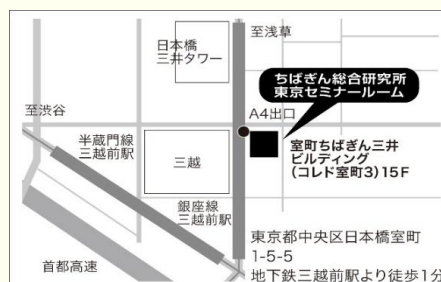 至浅草
日本橋
三井タワー
ちばぎん総合研究所
東京セミナールーム
至渋谷
A4出口
半蔵門線
三越前駅
三越
室町ちばぎん三井
ビルディング
(コレド室町3)15F
銀座線
三越前駅
東京都中央区日本橋室町
1-5-5
地下鉄三越前駅より徒歩1分
首都高速